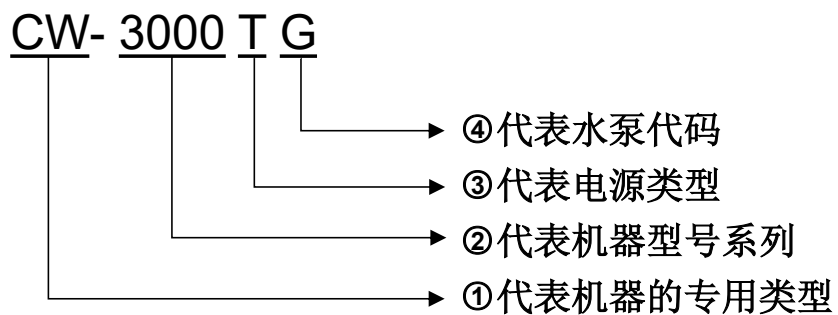 CW- 3000 T G
④代表水泵代码
③代表电源类型
②代表机器型号系列
①代表机器的专用类型